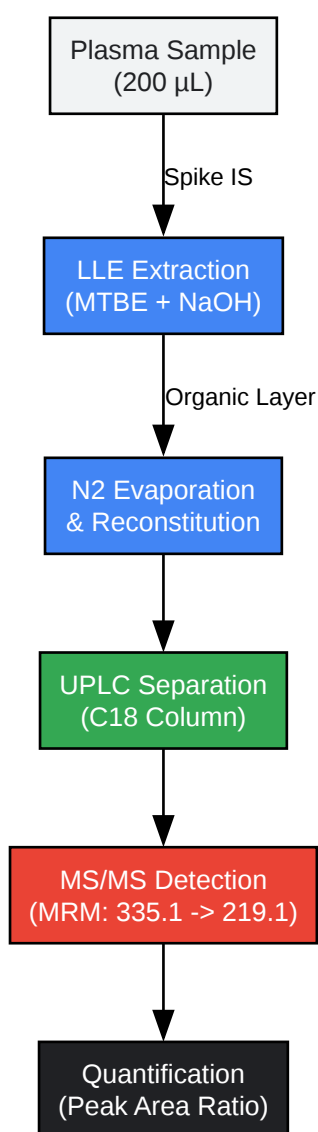 Plasma Sample
(200 µL)
Spike IS
LLE Extraction
(MTBE + NaOH)
Organic Layer
N2 Evaporation
& Reconstitution
UPLC Separation
(C18 Column)
MS/MS Detection
(MRM: 335.1 -> 219.1)
Quantification
(Peak Area Ratio)